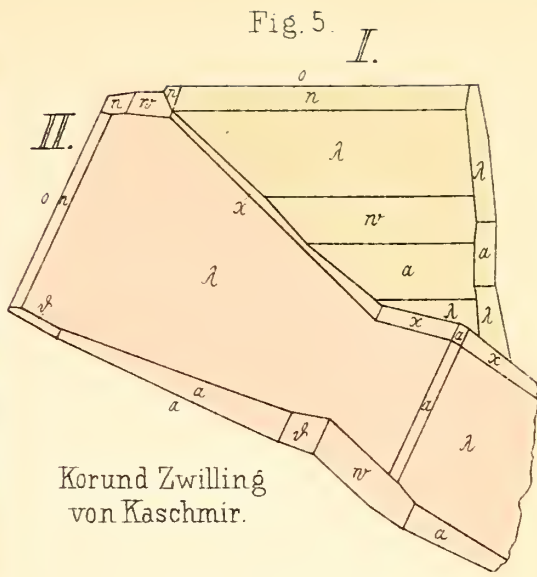 Fig. 5.
I.
o
n w n n
II.
λ λ
o n x w
λ a a
x λ a λ
ϑ x
a a a
ϑ w λ
a
Korund Zwilling
von Kaschmir.